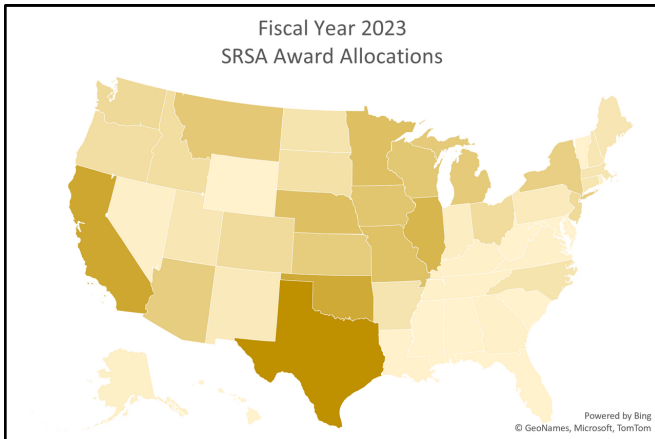 Fiscal Year 2023
SRSA Award Allocations
Powered by Bing
© GeoNames, Microsoft, TomTom